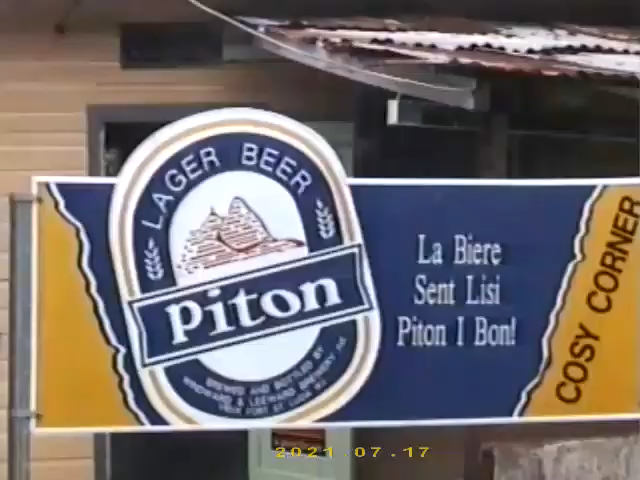 LAGER BEER
Piton
BREWED AND BOTTLED BY
WINDWARD & LEEWARD BREWERY
VIEUX FORT ST. LUCIA W.I.
La Biere
Sent Lisi
Piton I Bon!
COSY CORNER
2021.07.17